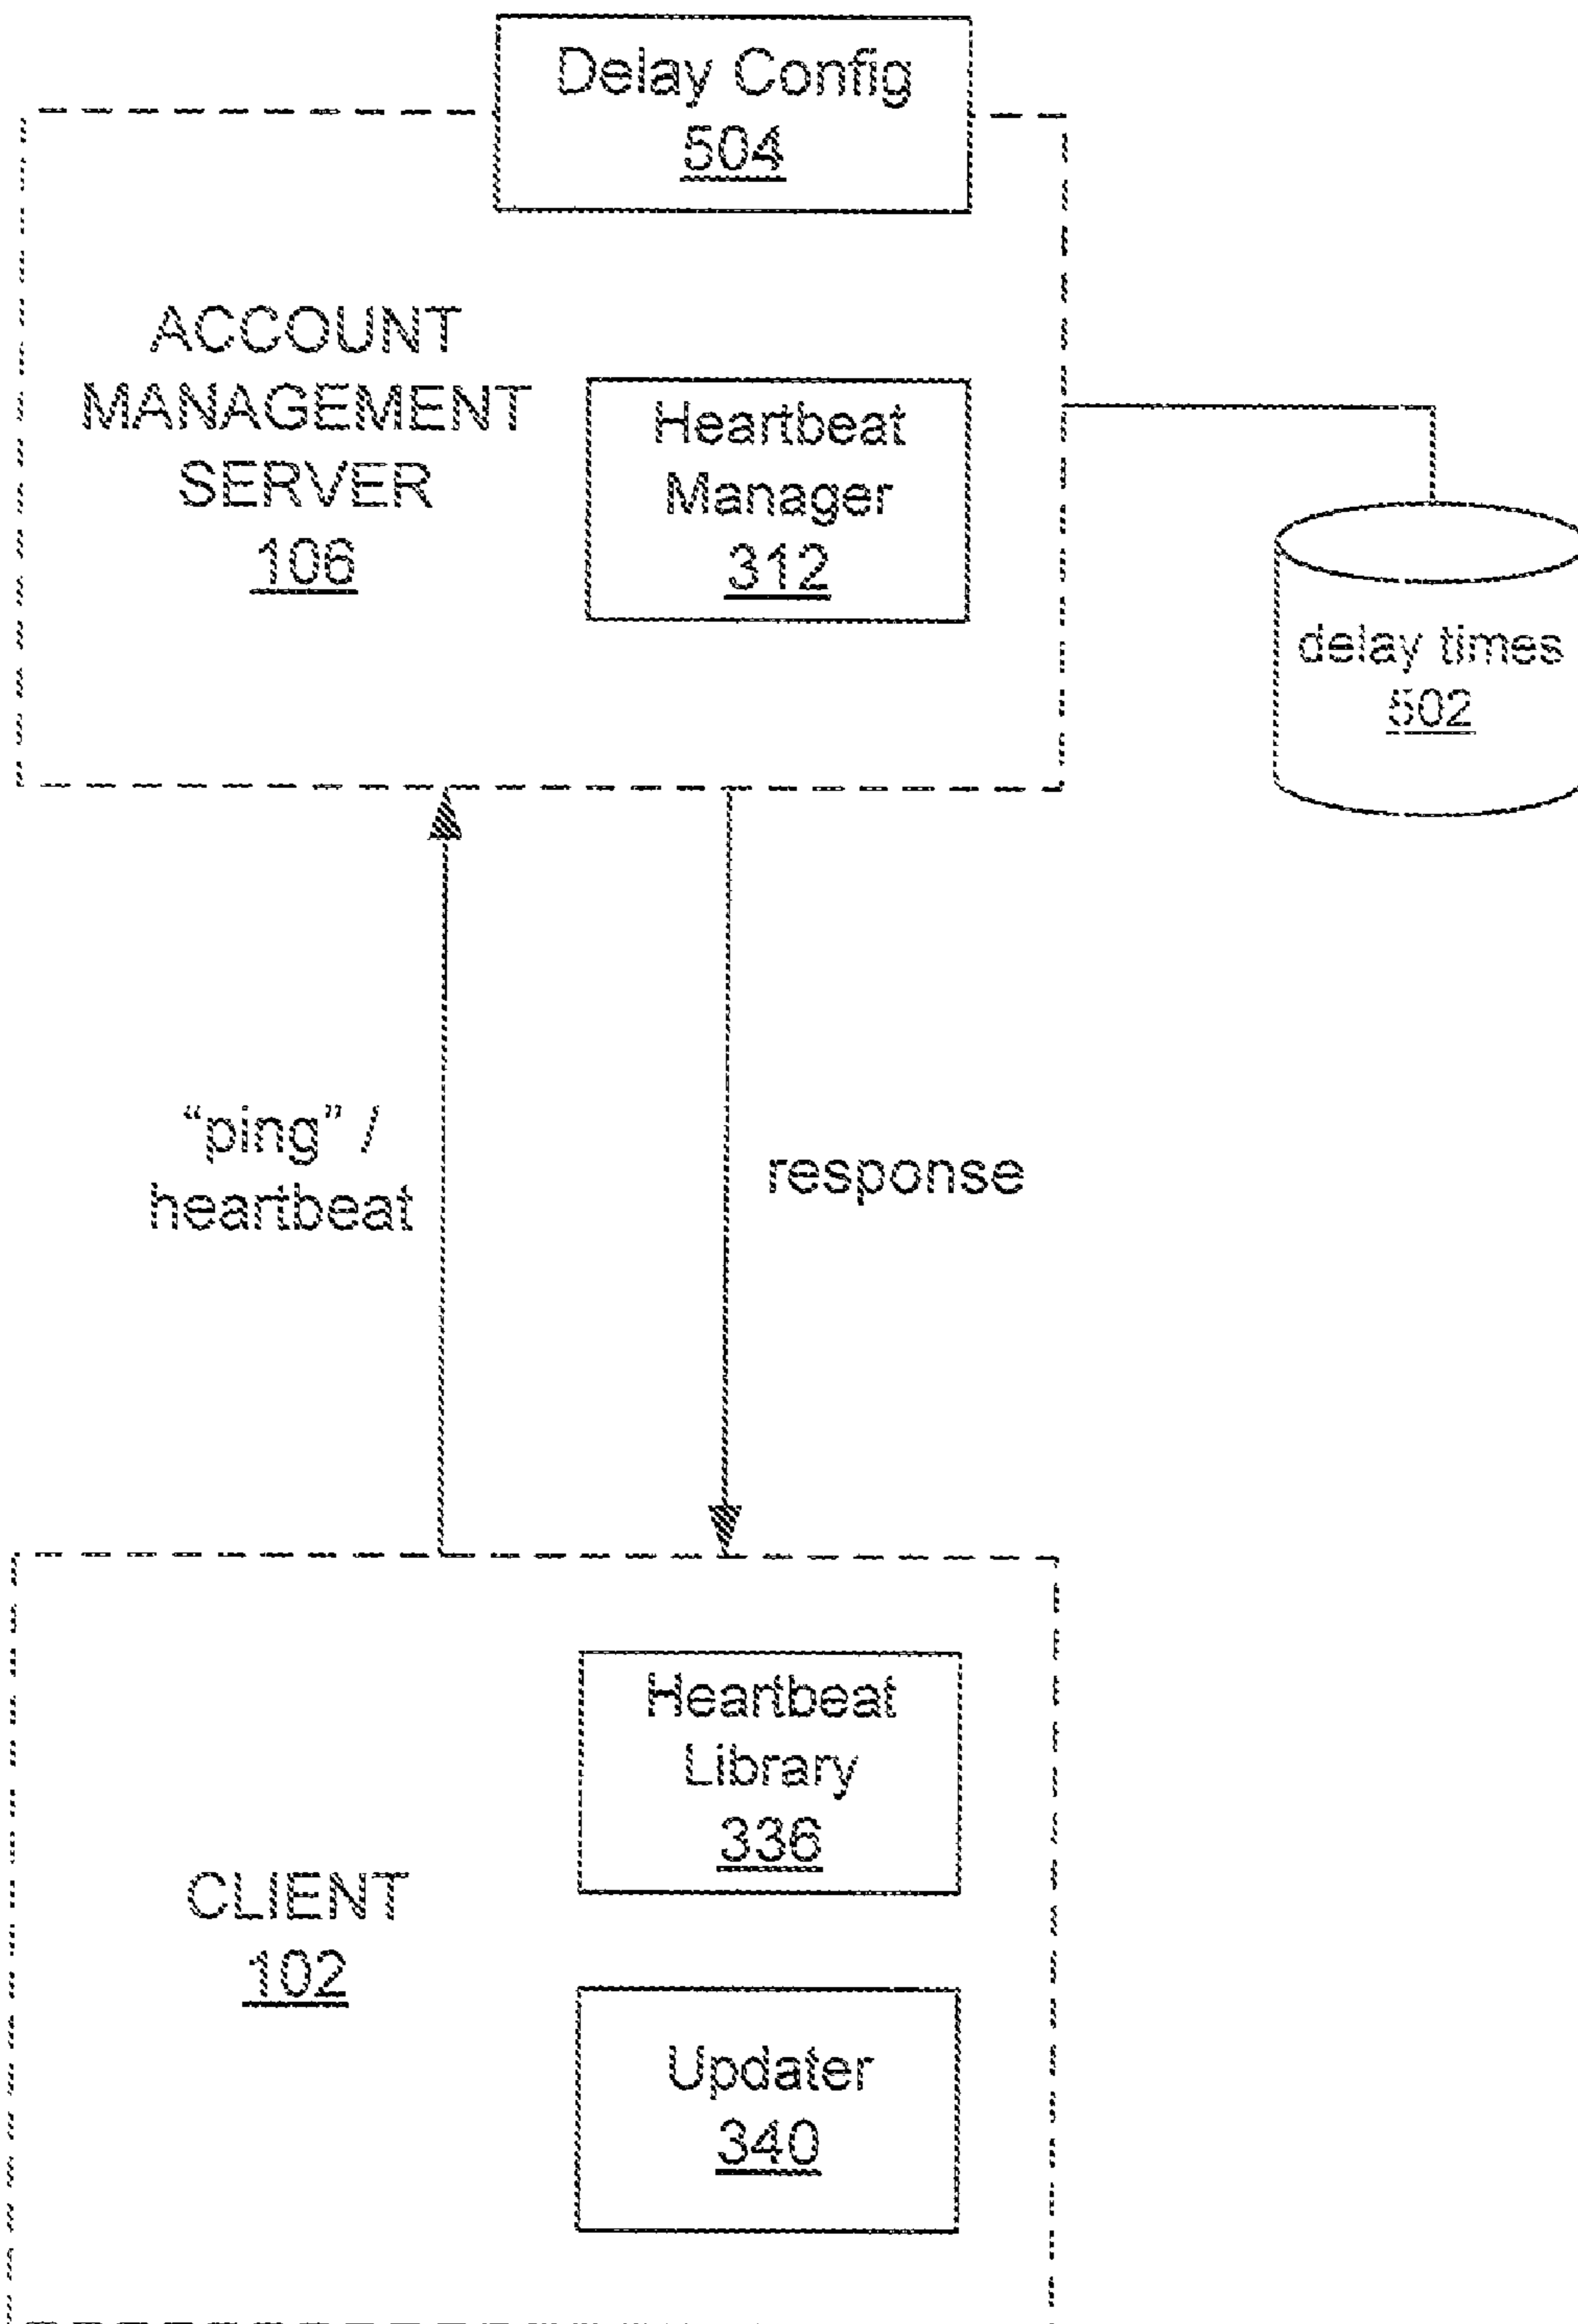 Delay Config
504
ACCOUNT
MANAGEMENT
SERVER
106
Heartbeat
Manager
312
delay times
502
“ping” /
heartbeat
response
Heartbeat
Library
336
CLIENT
102
Updater
340